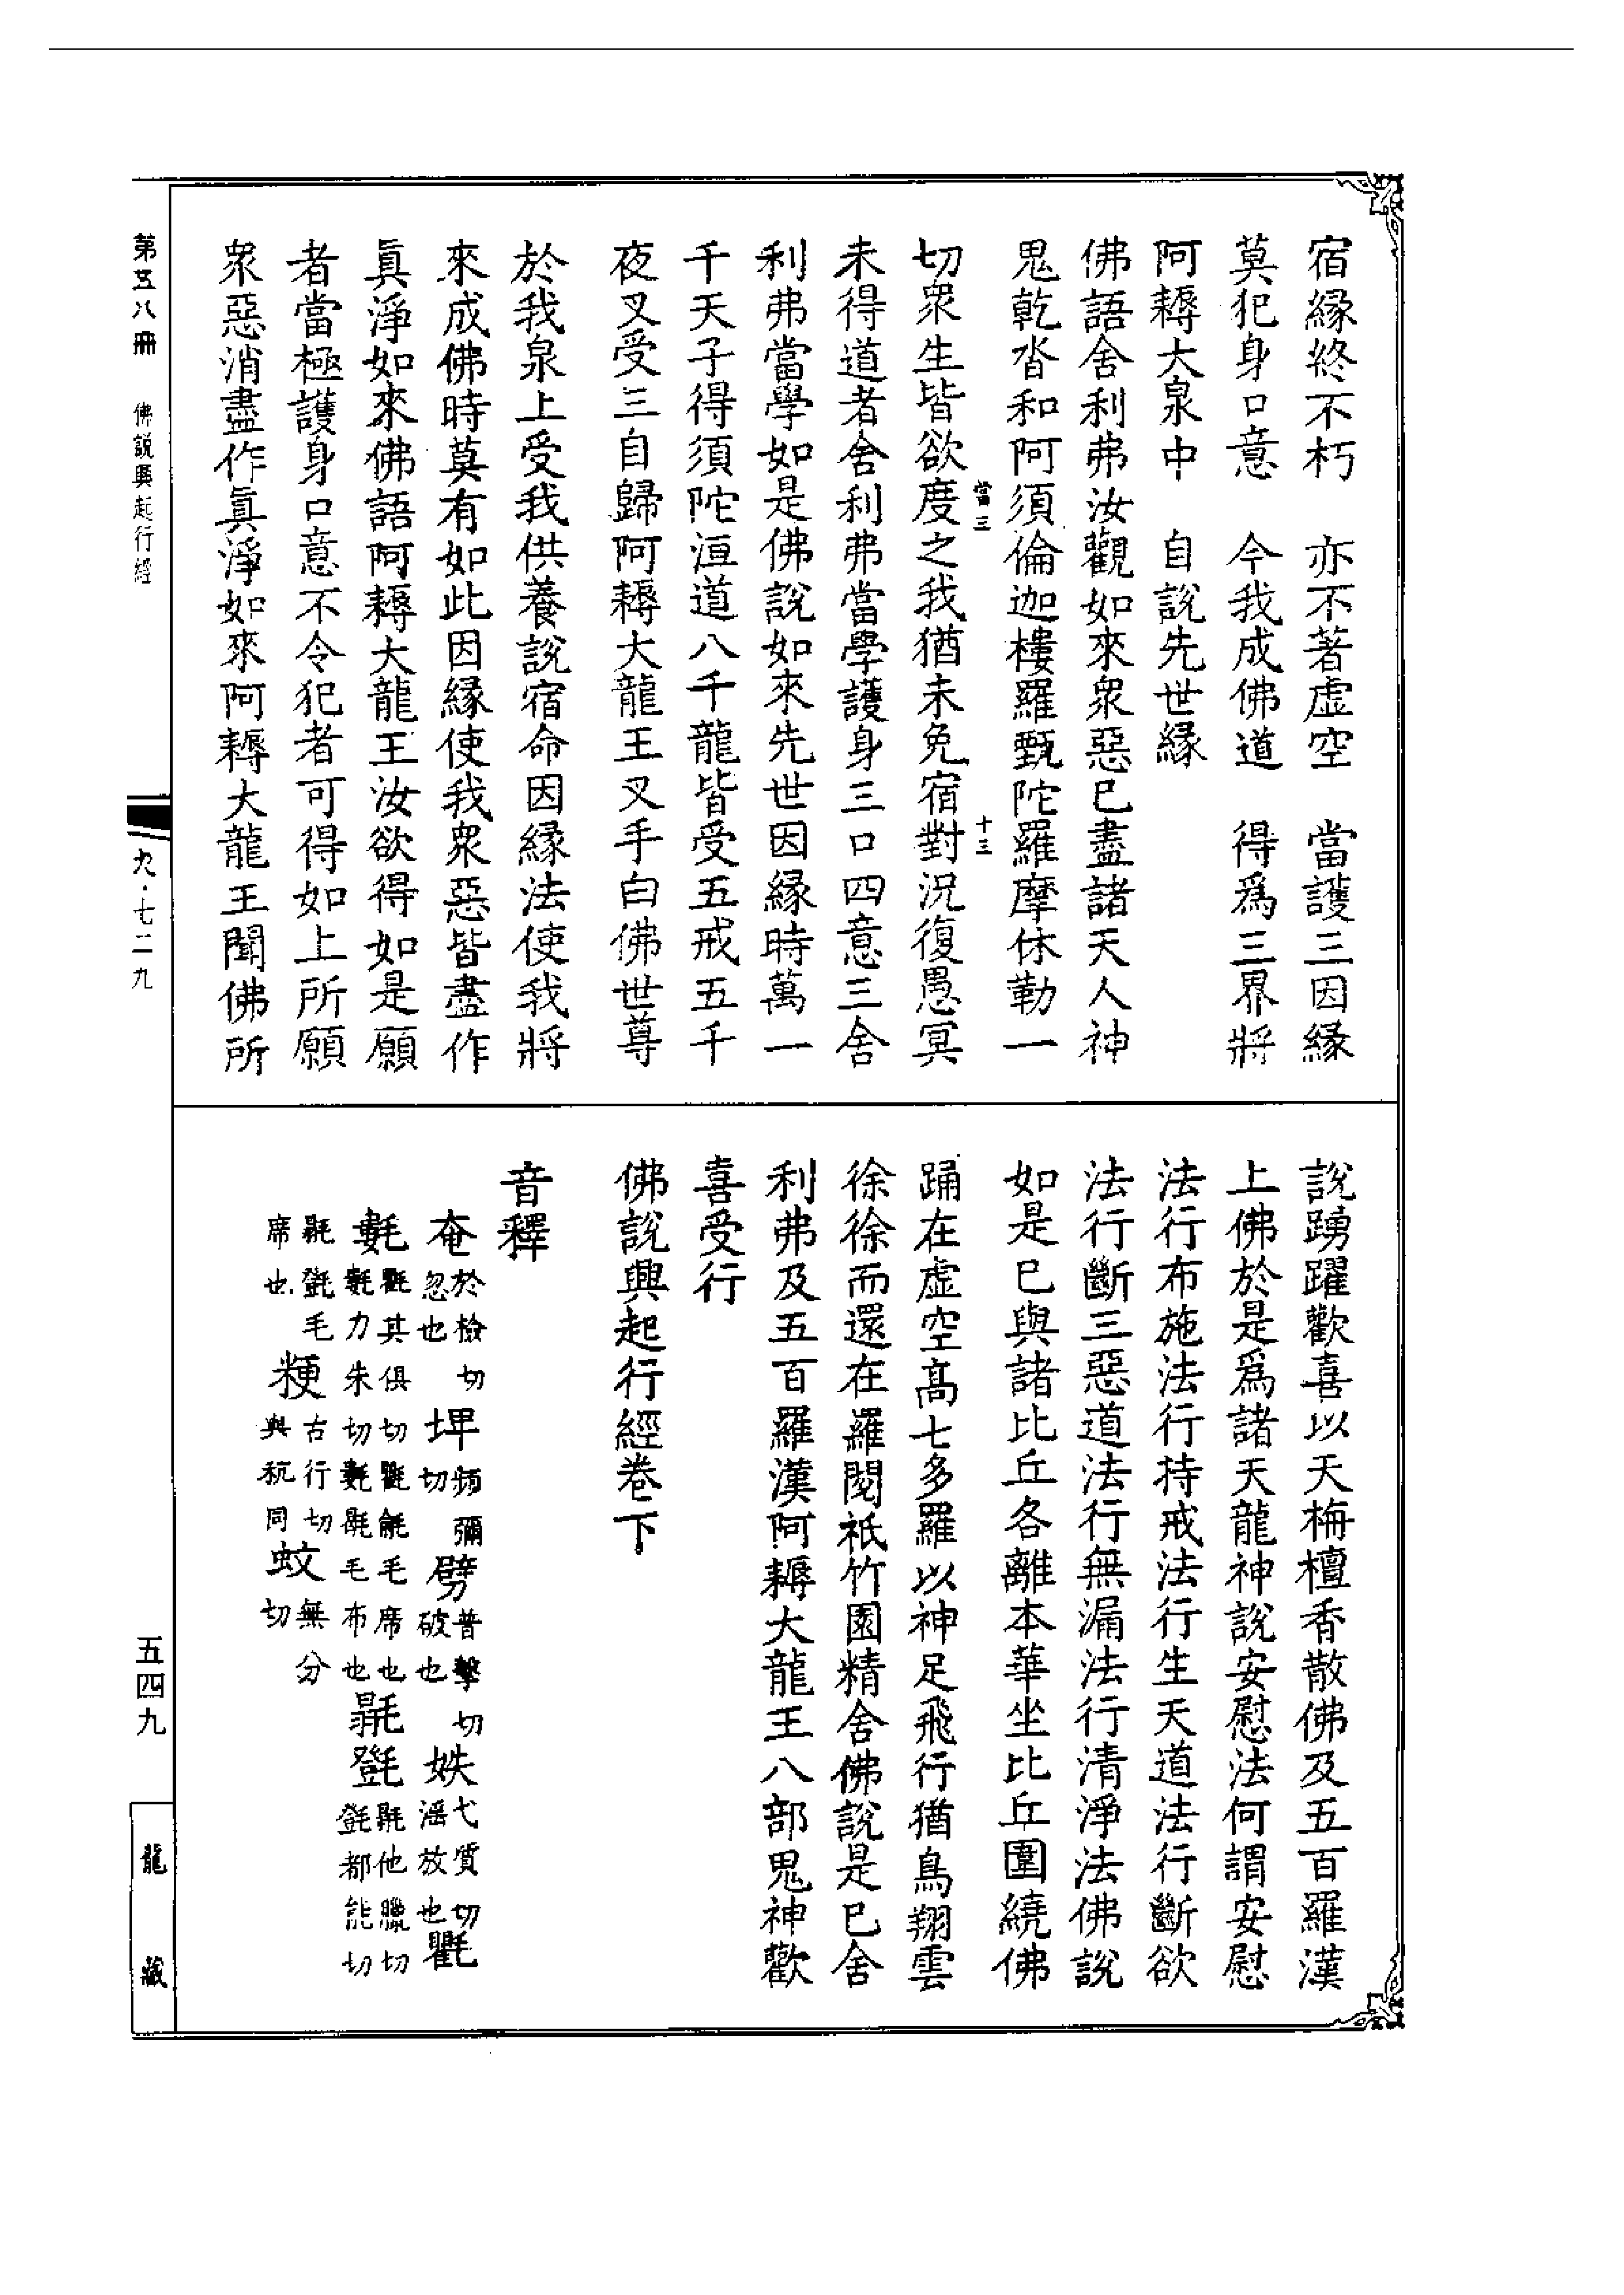 宿緣終不朽　亦不著虛空　當護三因緣
莫犯身口意　今我成佛道　得爲三界將
阿耨大泉中　自說先世緣
佛語舍利弗汝觀如來衆惡已盡諸天人神
鬼乾沓和阿須倫迦樓羅甄陀羅摩休勒一
當三　十三
切衆生皆欲度之我猶未免宿對況復愚冥
未得道者舍利弗當學護身三口四意三舍
利弗當學如是佛說如來先世因緣時萬一
千天子得須陀洹道八千龍皆受五戒五千
夜叉受三自歸阿耨大龍王叉手白佛世尊
於我泉上受我供養說宿命因緣法使我將
來成佛時莫有如此因緣使我衆惡皆盡作
眞淨如來佛語阿耨大龍王汝欲得如是願
者當極護身口意不令犯者可得如上所願
衆惡消盡作眞淨如來阿耨大龍王聞佛所
說踴躍歡喜以天栴檀香散佛及五百羅漢
上佛於是爲諸天龍神說安慰法何謂安慰
法行布施法行持戒法行生天道法行斷欲
法行斷三惡道法行無漏法行清淨法佛說
如是已與諸比丘各離本華坐比丘圍繞佛
踊在虛空高七多羅以神足飛行猶鳥翔雲
徐徐而還在羅閱祇竹園精舍佛說是已舍
利弗及五百羅漢阿耨大龍王八部鬼神歡
喜受行
佛說興起行經卷下
音釋
奄於檢切忽也　埤頻彌切　劈普擊切破也　妷弋質切淫放也　氍
毹氍其俱切氍毹毛席也毹力朱切毹毾毛布也　毾㲪毾他臘切㲪都能切
毾㲪毛席也　粳古行切與秔同　蚊無分切
第五八冊　佛說興起行經
九·七二九
五四九
龍藏